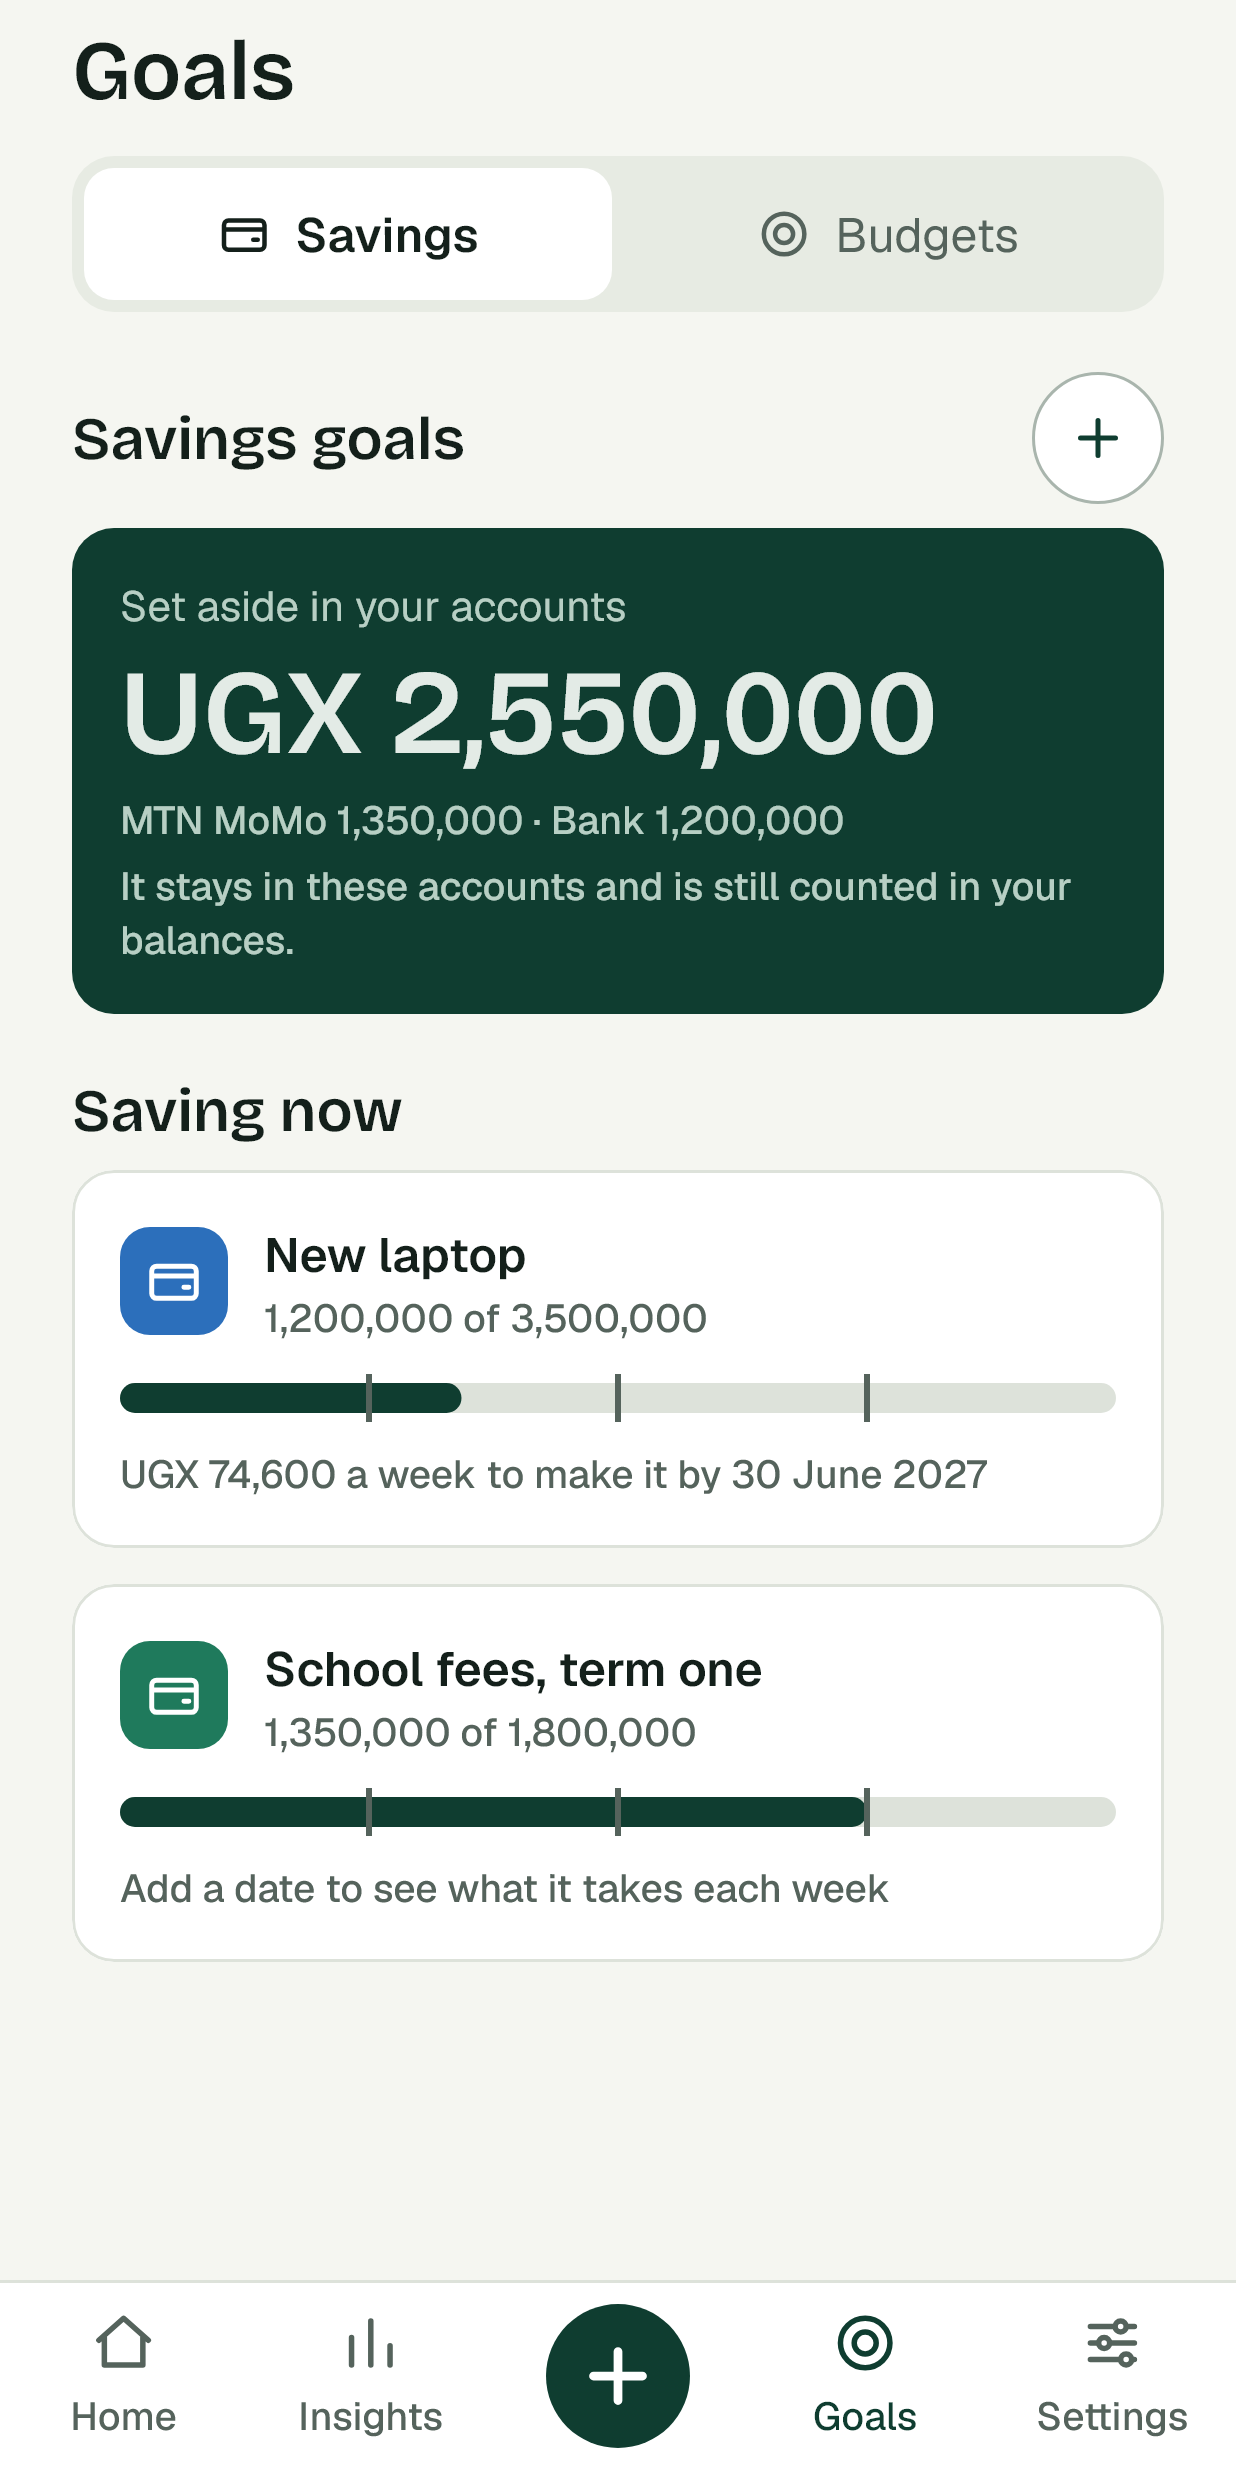 Goals
Savings
Budgets
Savings goals
Set aside in your accounts
UGX 2,550,000
MTN MoMo 1,350,000 · Bank 1,200,000
It stays in these accounts and is still counted in your
balances.
Saving now
New laptop
1,200,000 of 3,500,000
UGX 74,600 a week to make it by 30 June 2027
School fees, term one
1,350,000 of 1,800,000
Add a date to see what it takes each week
Home
Insights
Goals
Settings